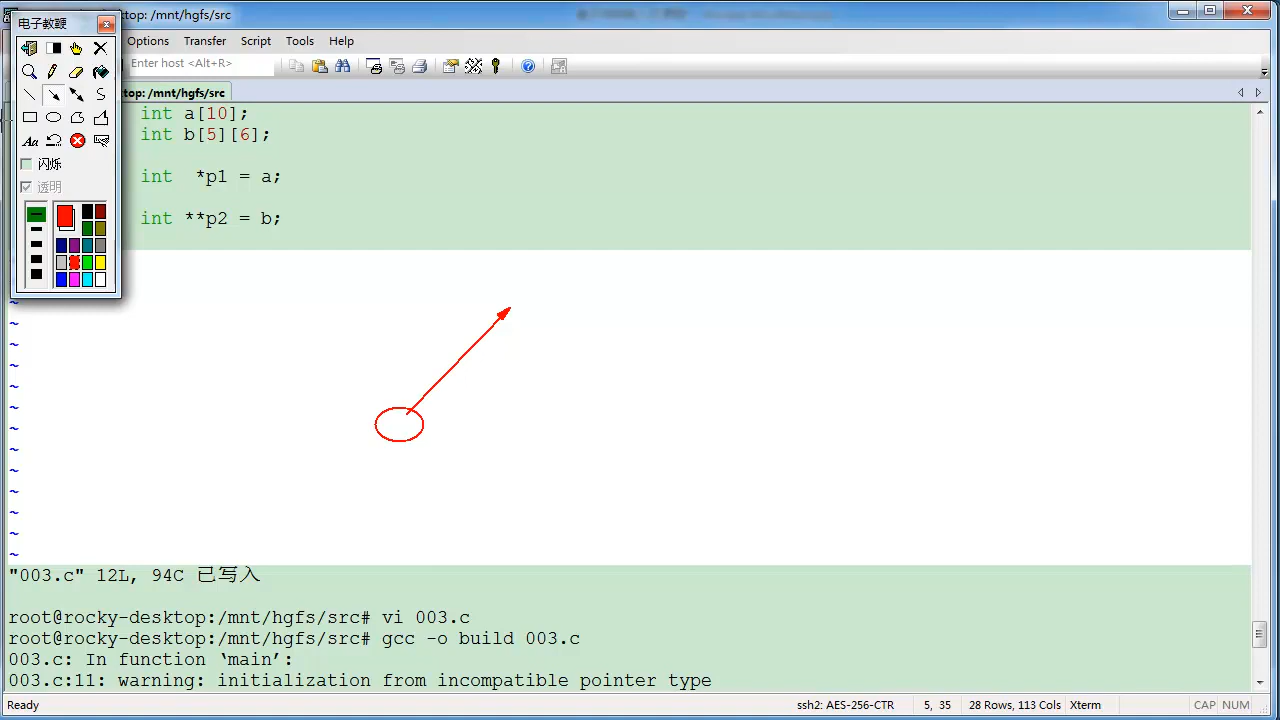 电子教鞭
top: /mnt/hgfs/src
Options Transfer Script Tools Help
Enter host <Alt+R>
top: /mnt/hgfs/src
int a[10];
int b[5][6];
int *p1 = a;
int **p2 = b;
Aa
闪烁
透明
~
~
~
~
~
~
~
~
~
~
~
~
~
"003.c" 12L, 94C 已写入
root@rocky-desktop:/mnt/hgfs/src# vi 003.c
root@rocky-desktop:/mnt/hgfs/src# gcc -o build 003.c
003.c: In function ‘main’:
003.c:11: warning: initialization from incompatible pointer type
Ready ssh2: AES-256-CTR 5, 35 28 Rows, 113 Cols Xterm CAP NUM